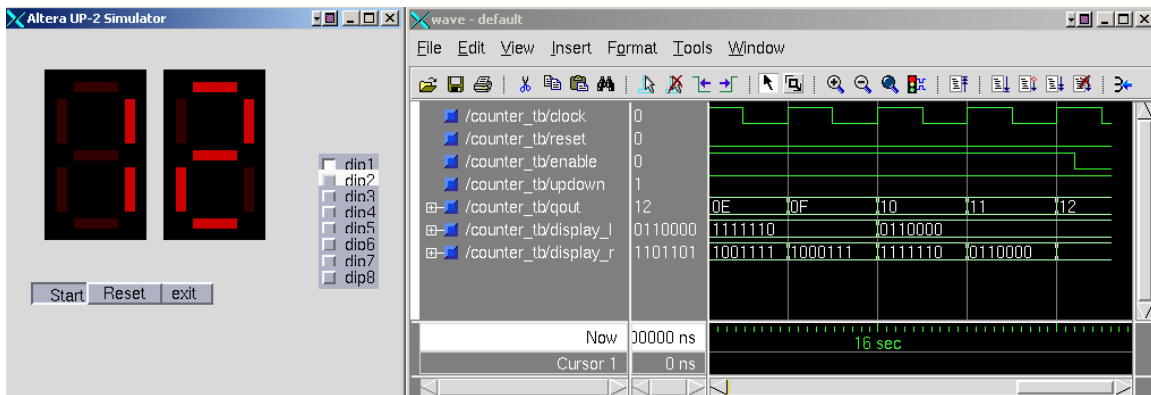 Altera UP-2 Simulator
12
dip1
dip2
dip3
dip4
dip5
dip6
dip7
dip8
Start Reset exit
wave - default
File Edit View Insert Format Tools Window
/counter_tb/clock 0
/counter_tb/reset 0
/counter_tb/enable 0
/counter_tb/updown 1
/counter_tb/qout 12 0E 0F 10 11 12
/counter_tb/display_l 0110000 1111110 0110000
/counter_tb/display_r 1101101 1001111 1000111 1111110 0110000
Now 00000 ns 16 sec
Cursor 1 0 ns